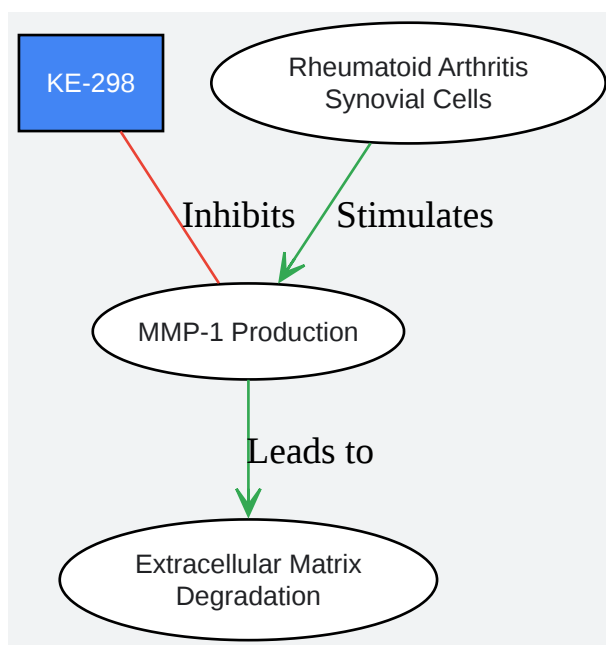 KE-298
Rheumatoid Arthritis
Synovial Cells
Inhibits
Stimulates
MMP-1 Production
Leads to
Extracellular Matrix
Degradation